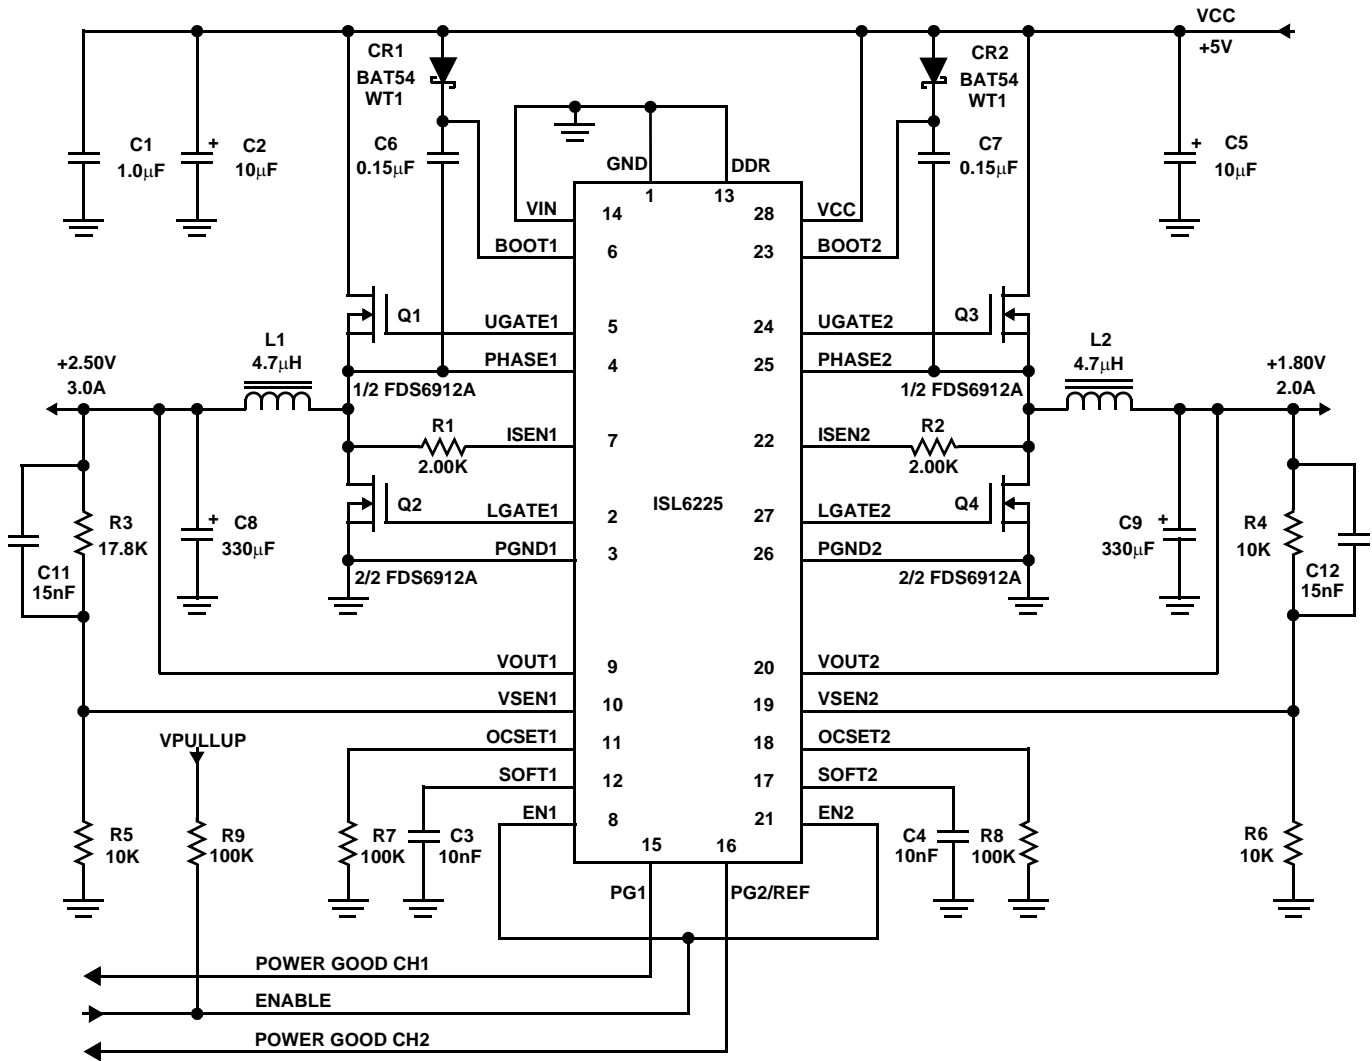 VCC
+5V
CR1
BAT54
WT1
CR2
BAT54
WT1
C1
1.0μF
C2
10μF
C6
0.15μF
C7
0.15μF
C5
10μF
GND
DDR
1
13
VIN
14
28
VCC
BOOT1
6
23
BOOT2
Q1
UGATE1
5
24
UGATE2
Q3
L1
4.7μH
PHASE1
4
25
PHASE2
L2
4.7μH
+2.50V
3.0A
1/2 FDS6912A
1/2 FDS6912A
+1.80V
2.0A
R1
2.00K
ISEN1
7
22
ISEN2
R2
2.00K
Q2
LGATE1
2
ISL6225
27
LGATE2
Q4
R3
17.8K
C8
330μF
PGND1
3
26
PGND2
C9
330μF
R4
10K
C11
15nF
2/2 FDS6912A
2/2 FDS6912A
C12
15nF
VOUT1
9
20
VOUT2
VSEN1
10
19
VSEN2
VPULLUP
OCSET1
11
18
OCSET2
SOFT1
12
17
SOFT2
EN1
8
21
EN2
R5
10K
R9
100K
R7
100K
C3
10nF
15
16
C4
10nF
R8
100K
R6
10K
PG1
PG2/REF
POWER GOOD CH1
ENABLE
POWER GOOD CH2
+
+
+
+